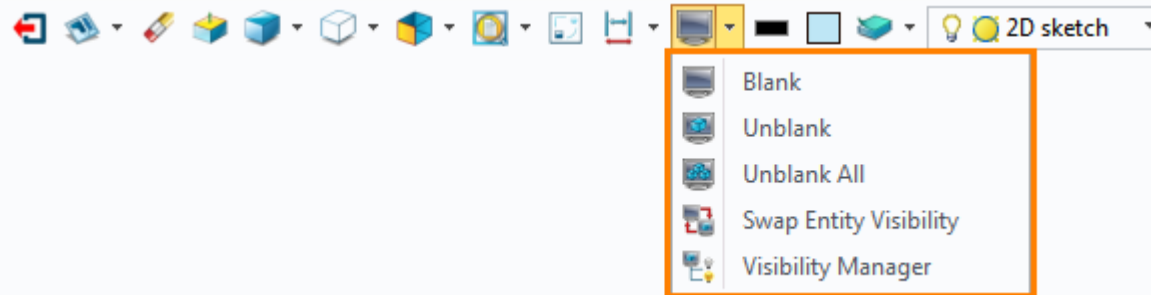 2D sketch
Blank
Unblank
Unblank All
Swap Entity Visibility
Visibility Manager